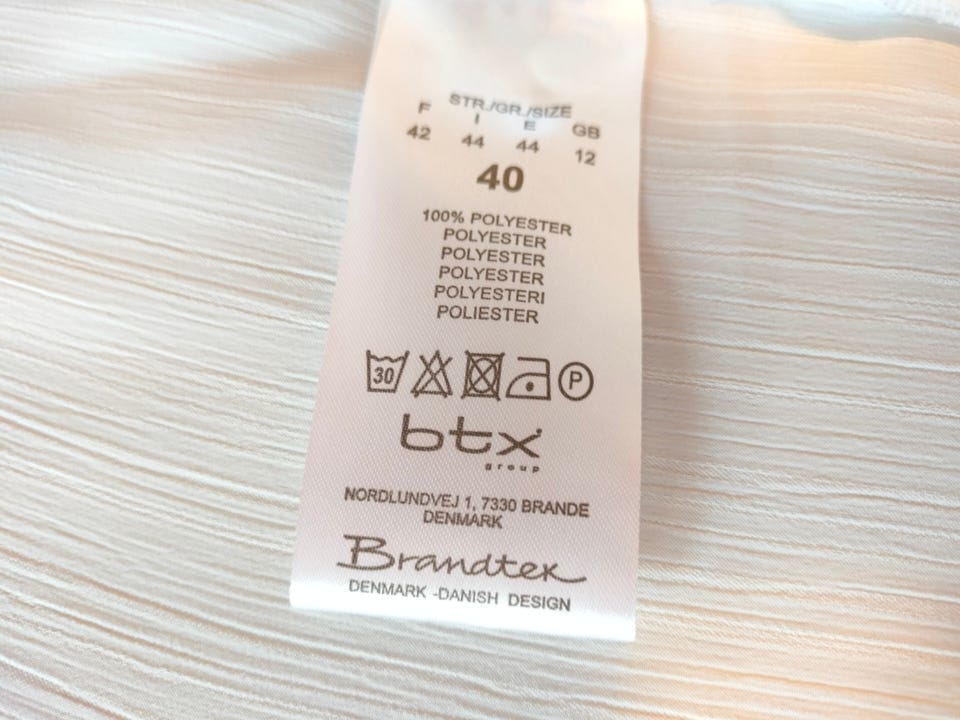 STR./GR./SIZE
F I E GB
42 44 44 12
40
100% POLYESTER
POLYESTER
POLYESTER
POLYESTER
POLYESTERI
POLIESTER
30 P
btx
group
NORDLUNDVEJ 1, 7330 BRANDE
DENMARK
Brandtex
DENMARK -DANISH DESIGN